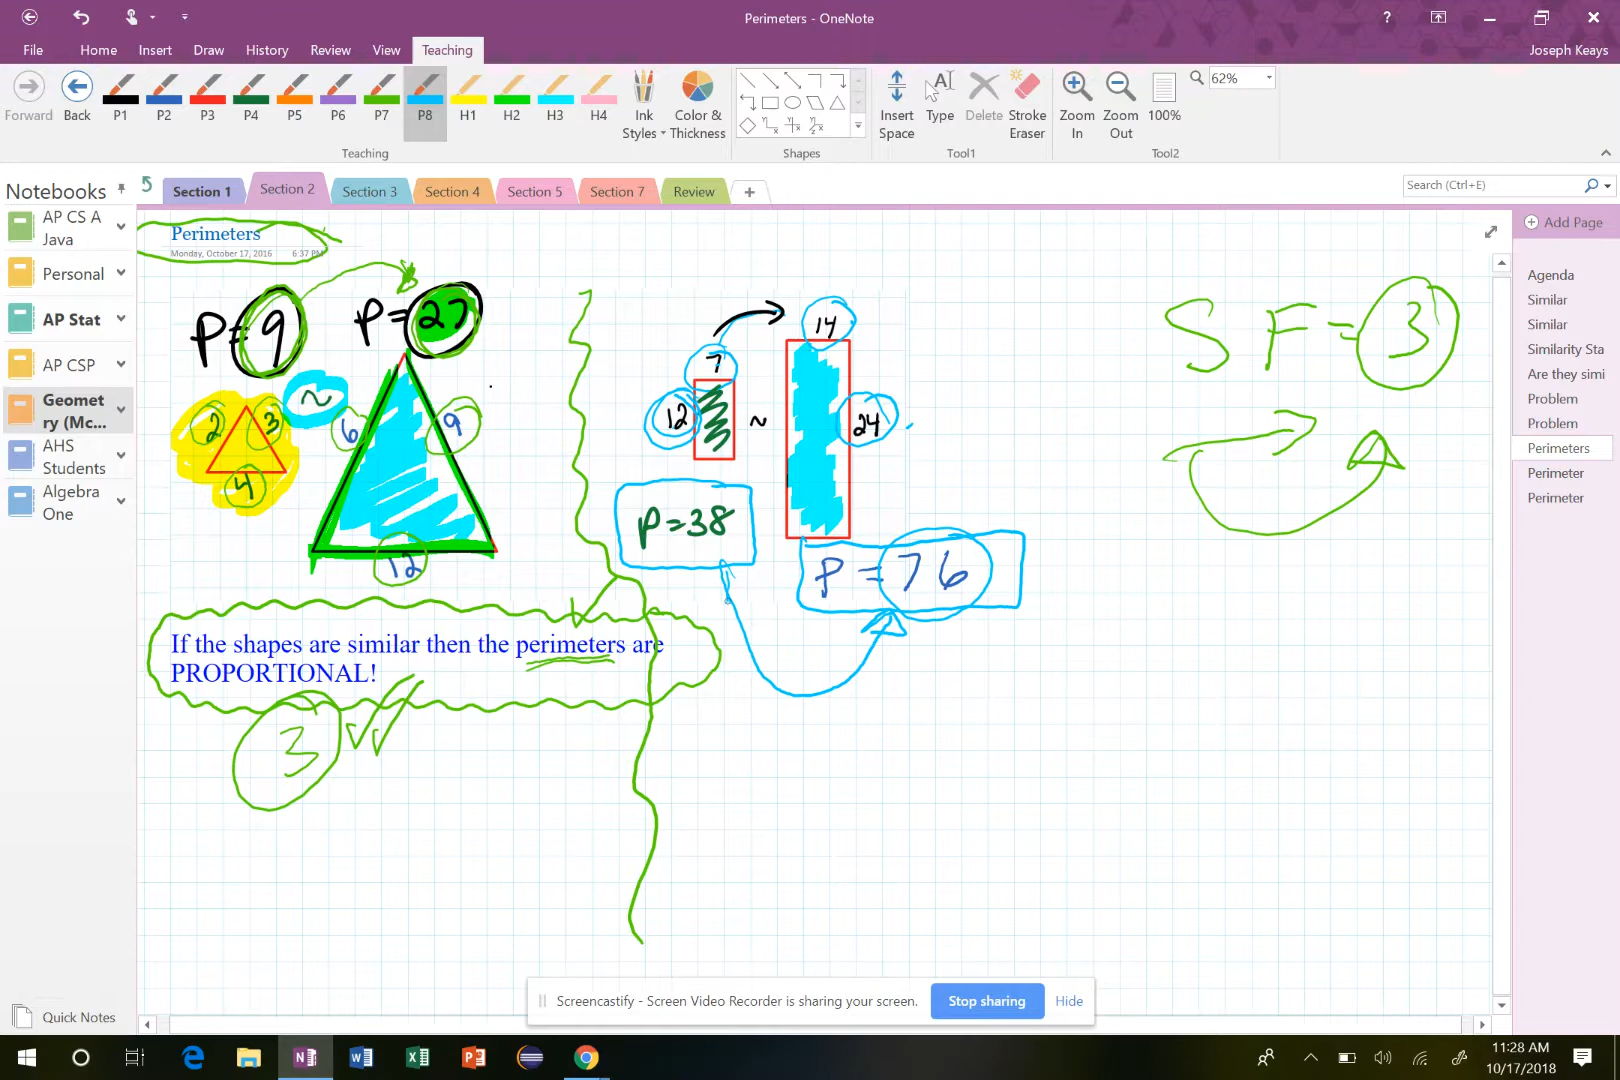 Perimeters - OneNote
?
File Home Insert Draw History Review View Teaching
Joseph Keays
Forward Back P1 P2 P3 P4 P5 P6 P7 P8 H1 H2 H3 H4
Ink Styles
Color & Thickness
Insert Space
Type
Delete
Stroke Eraser
Zoom In
Zoom Out
100%
62%
Teaching
Shapes
Tool1
Tool2
Notebooks
Section 1 Section 2 Section 3 Section 4 Section 5 Section 7 Review +
Search (Ctrl+E)
AP CS A Java
Personal
AP Stat
AP CSP
Geomet ry (Mc...
AHS Students
Algebra One
Quick Notes
Add Page
Agenda
Similar
Similar
Similarity Sta
Are they simi
Problem
Problem
Perimeters
Perimeter
Perimeter
Perimeters
Monday, October 17, 2016 6:37 PM
P=9
P=27
2 3 4
~
6 9 12
7
12
~
14
24
P=38
P=76
SF=3
If the shapes are similar then the perimeters are
PROPORTIONAL!
3
Screencastify - Screen Video Recorder is sharing your screen.
Stop sharing
Hide
11:28 AM
10/17/2018